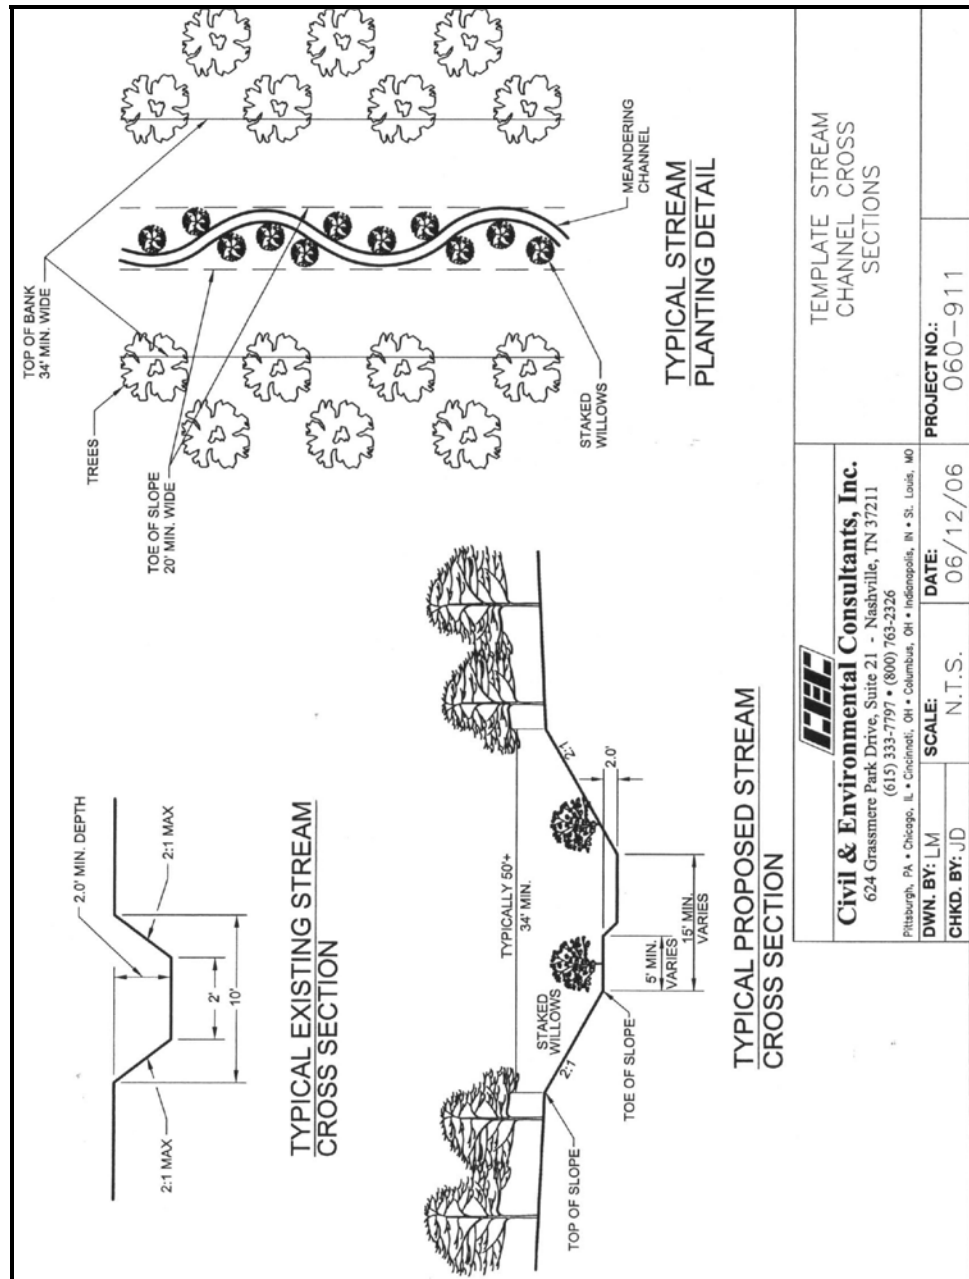 2.0' MIN. DEPTH
2:1 MAX
2:1 MAX
2'
10'
TYPICAL EXISTING STREAM
CROSS SECTION
TOP OF BANK
34' MIN. WIDE
TREES
TOE OF SLOPE
20' MIN. WIDE
STAKED
WILLOWS
MEANDERING
CHANNEL
TYPICAL STREAM
PLANTING DETAIL
TYPICALLY 50'+
34' MIN.
STAKED
WILLOWS
2:1
2:1
2.0'
5' MIN.
VARIES
15' MIN.
VARIES
TOP OF SLOPE
TOE OF SLOPE
TYPICAL PROPOSED STREAM
CROSS SECTION
CEC
Civil & Environmental Consultants, Inc.
624 Grassmere Park Drive, Suite 21 - Nashville, TN 37211
(615) 333-7797 • (800) 763-2326
Pittsburgh, PA • Chicago, IL • Cincinnati, OH • Columbus, OH • Indianapolis, IN • St. Louis, MO
DWN. BY: LM
SCALE:
N.T.S.
DATE:
06/12/06
PROJECT NO.:
060-911
CHKD. BY: JD
TEMPLATE STREAM
CHANNEL CROSS
SECTIONS